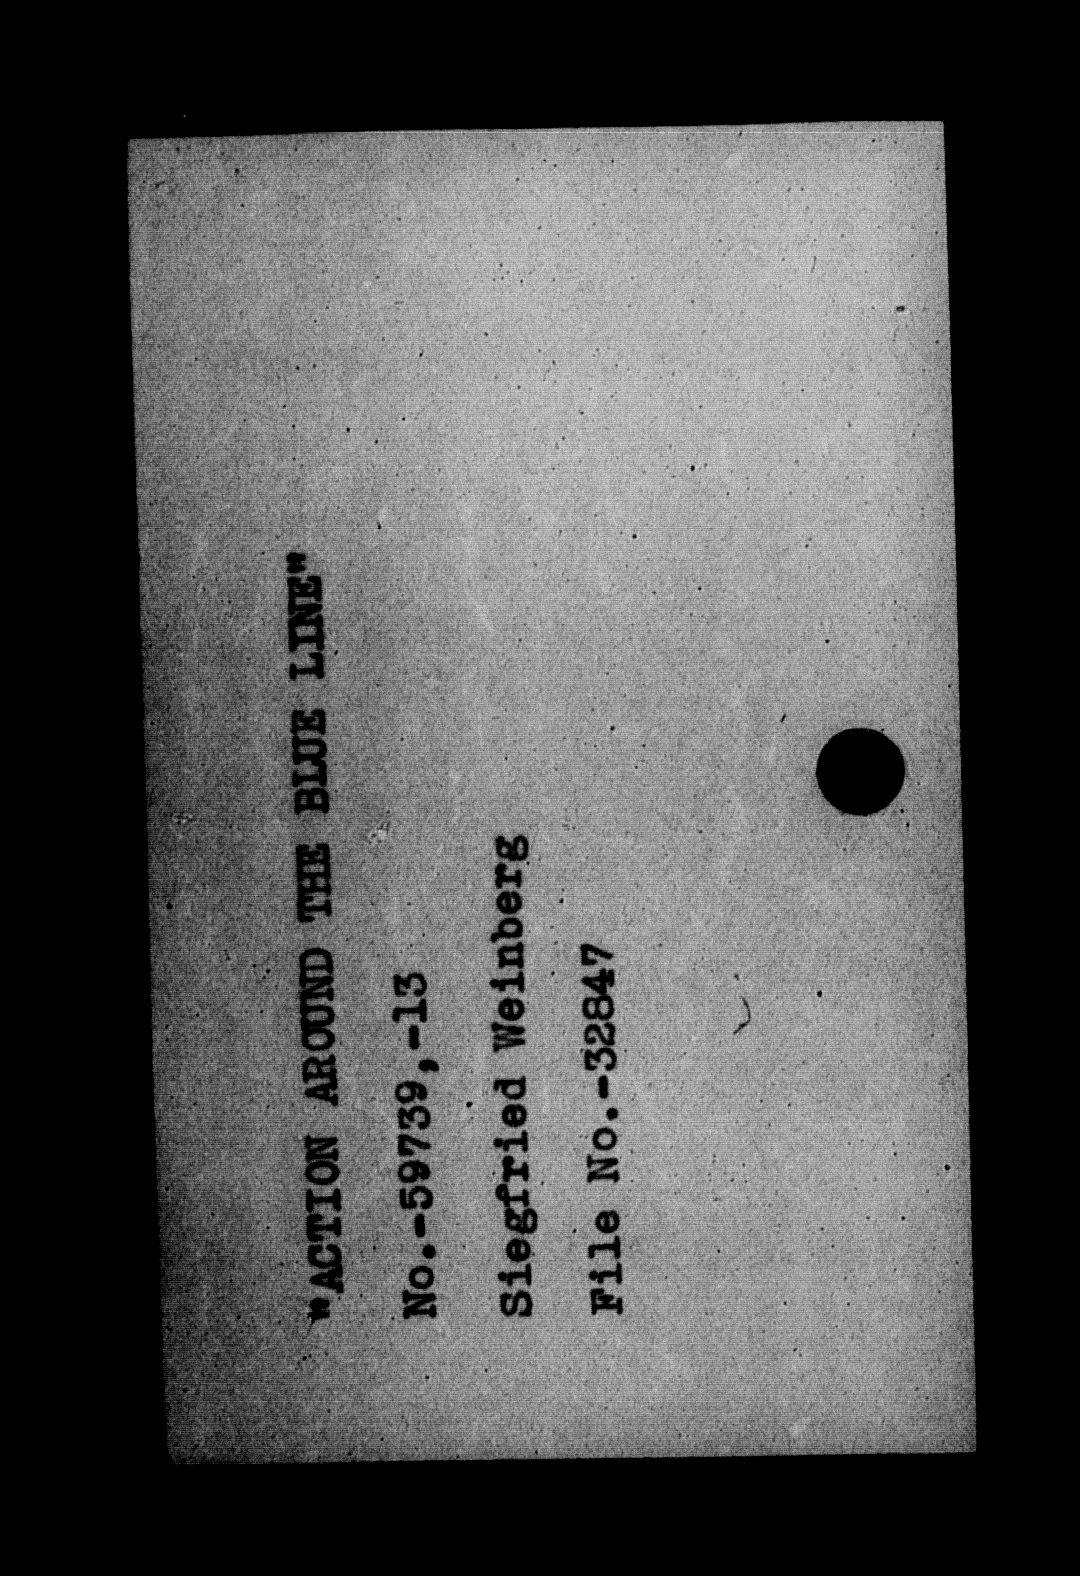 "ACTION AROUND THE BLUE LINE"
No.-59739,-13
Siegfried Weinberg
File No.-32847